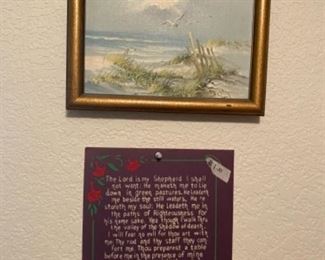 The Lord is my Shepherd I shall
not want: He maketh me to Lie
down in green pastures. He Leadeth
me beside the still waters. He re-
storeth my soul: He Leadeth me in
the paths of Righteousness for
his name sake. Yea though I walk Thru
the valley of the shadow of death.
I will fear no evil for thou art with
me; Thy rod and thy staff they com
fort me. Thou preparest a table
before me in the presence of mine